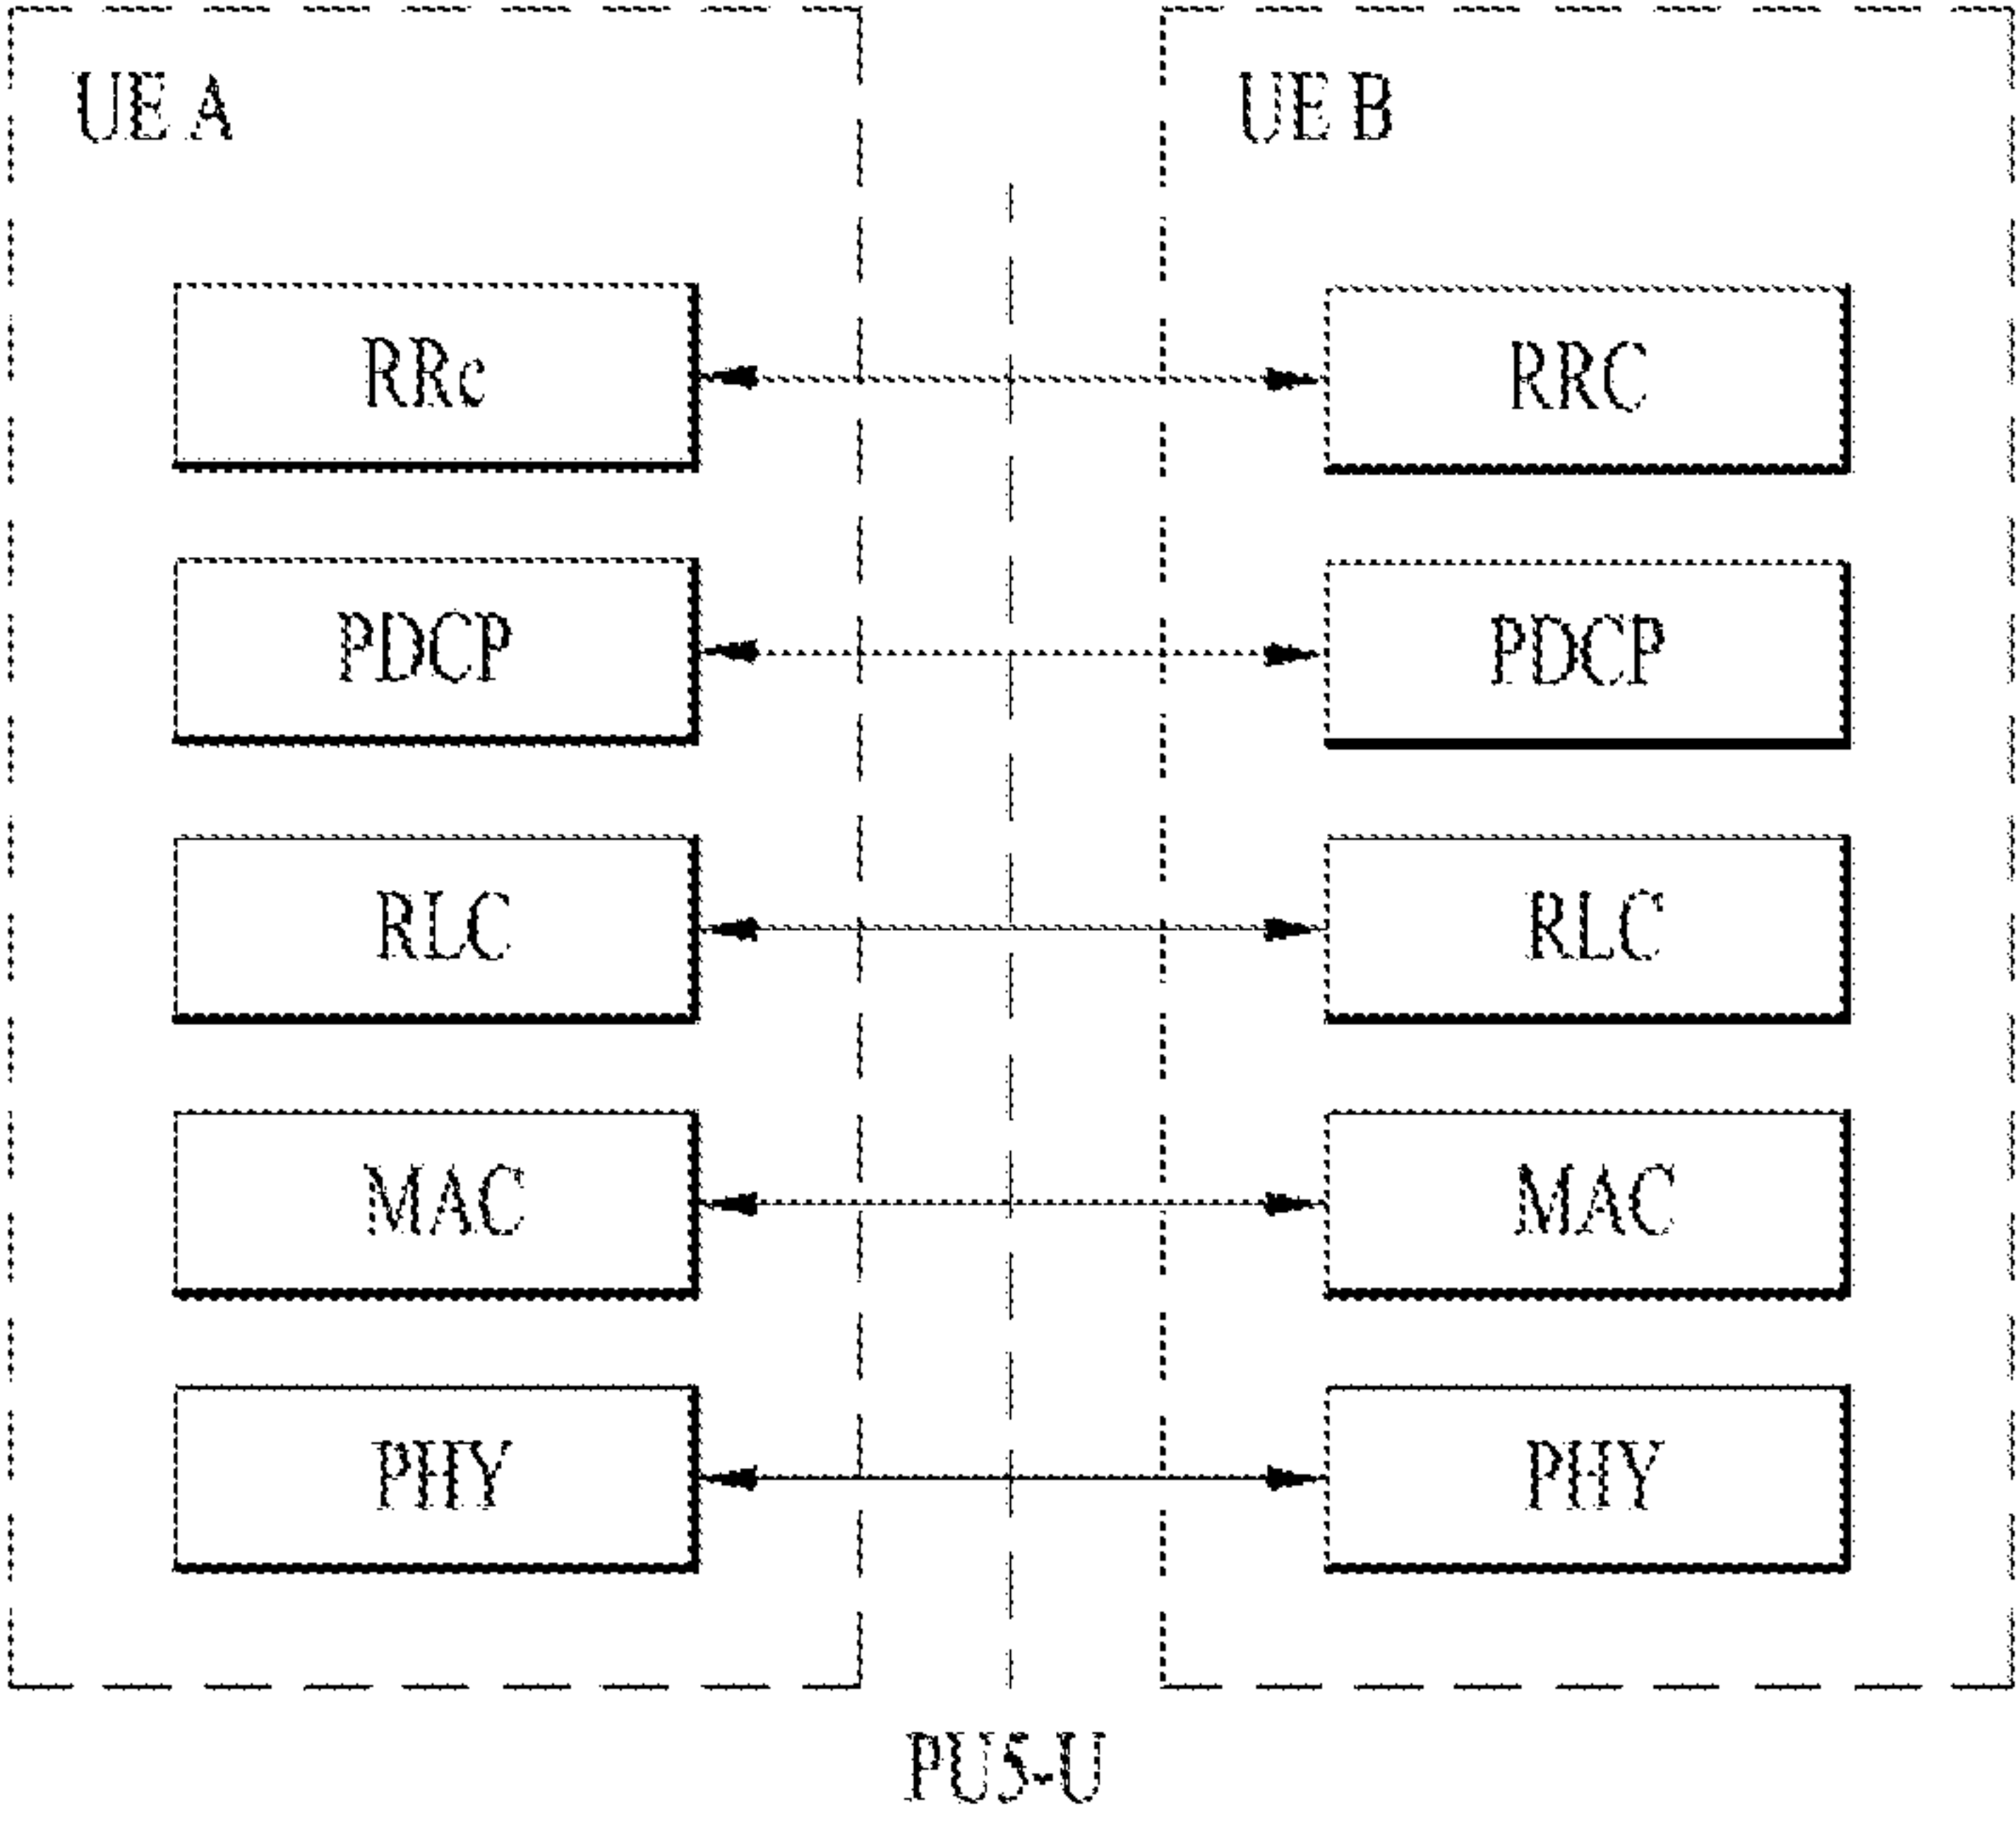 UE A
UE B
RRc
RRC
PDCP
PDCP
RLC
RLC
MAC
MAC
PHY
PHY
PU5-U